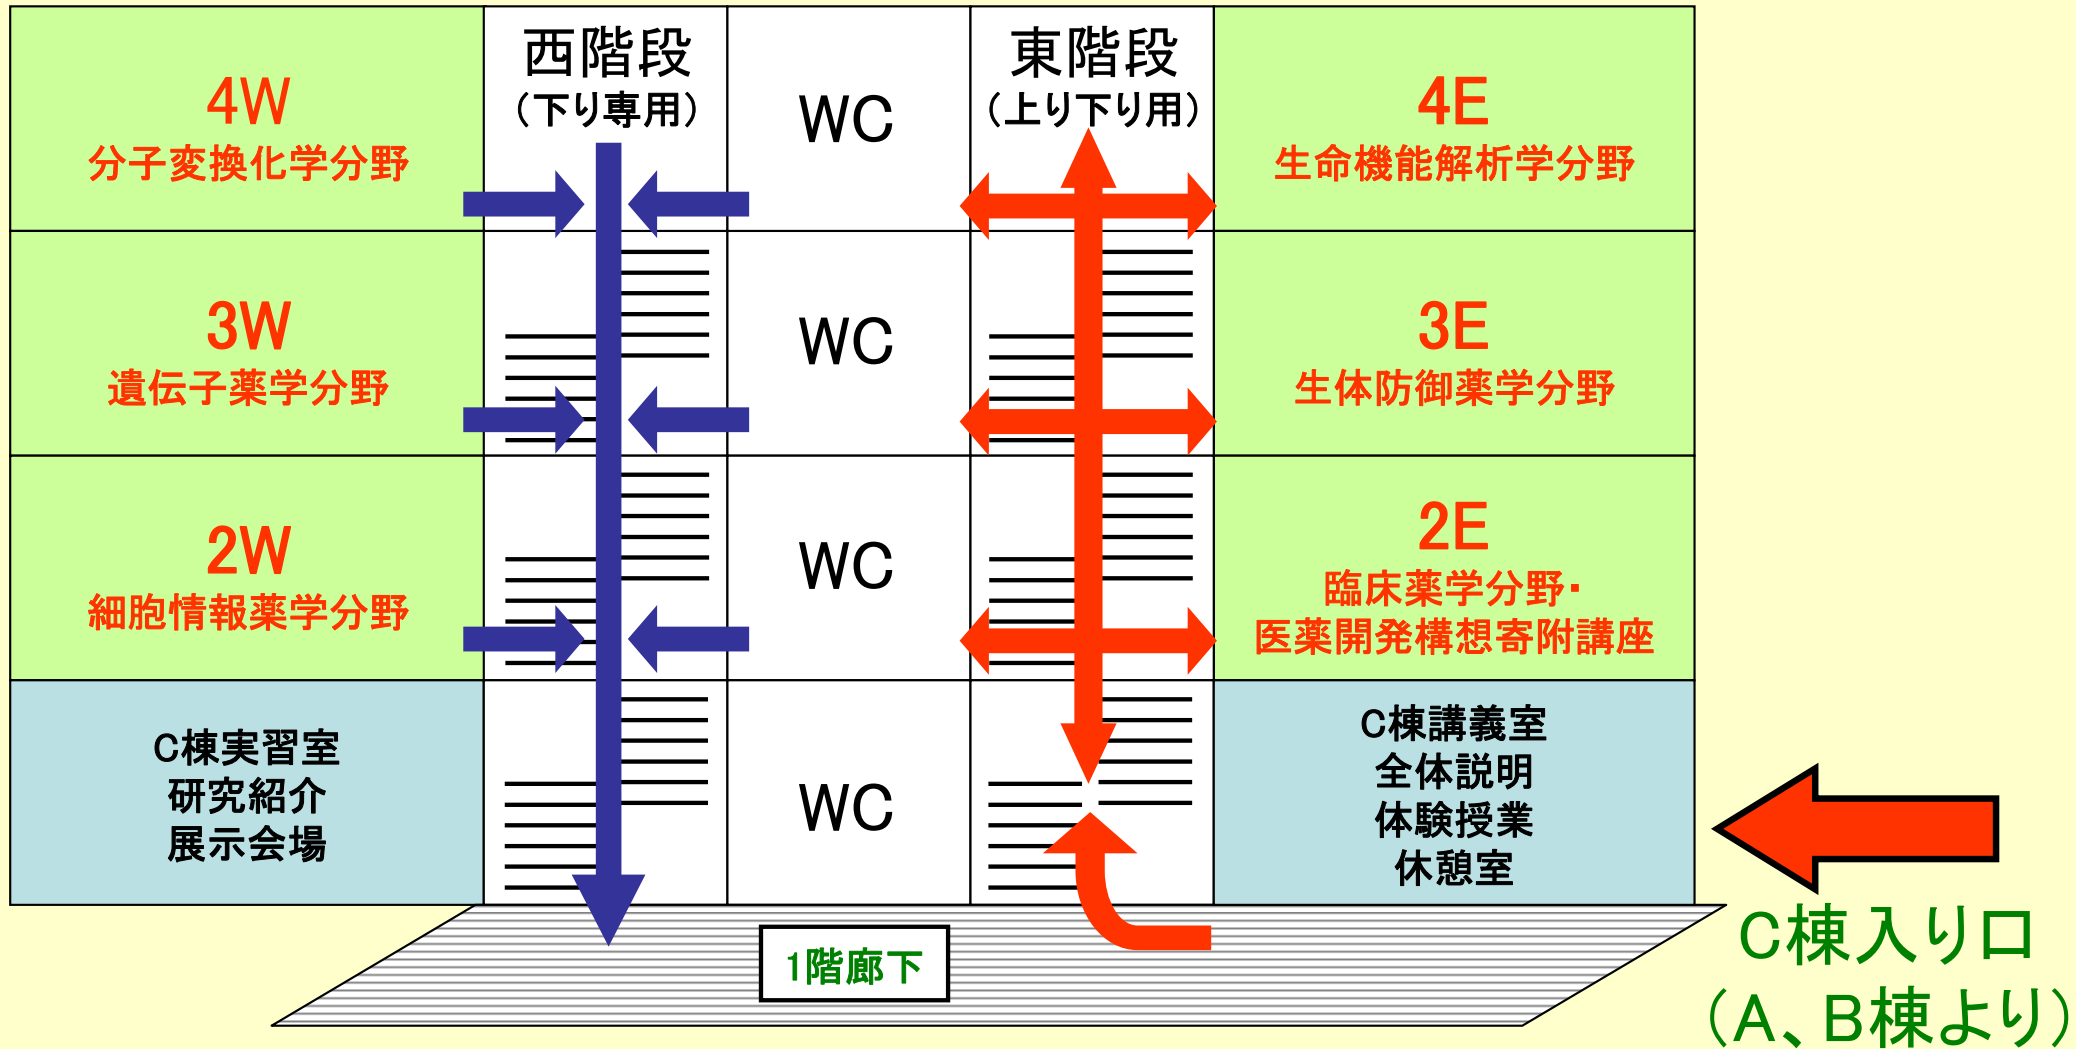 4W
分子変換化学分野
西階段
（下り専用）
WC
東階段
（上り下り用）
4E
生命機能解析学分野
3W
遺伝子薬学分野
WC
3E
生体防御薬学分野
2W
細胞情報薬学分野
WC
2E
臨床薬学分野・
医薬開発構想寄附講座
C棟実習室
研究紹介
展示会場
WC
C棟講義室
全体説明
体験授業
休憩室
1階廊下
C棟入り口
（A、B棟より）